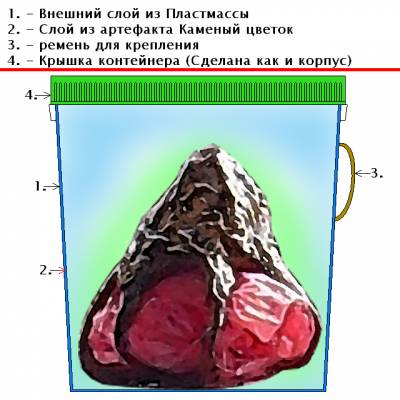 1. – Внешний слой из Пластмассы
2. – Слой из артефакта Каменый цветок
3. – ремень для крепления
4. – Крышка контейнера (Сделана как и корпус)
4.
1.
3.
2.